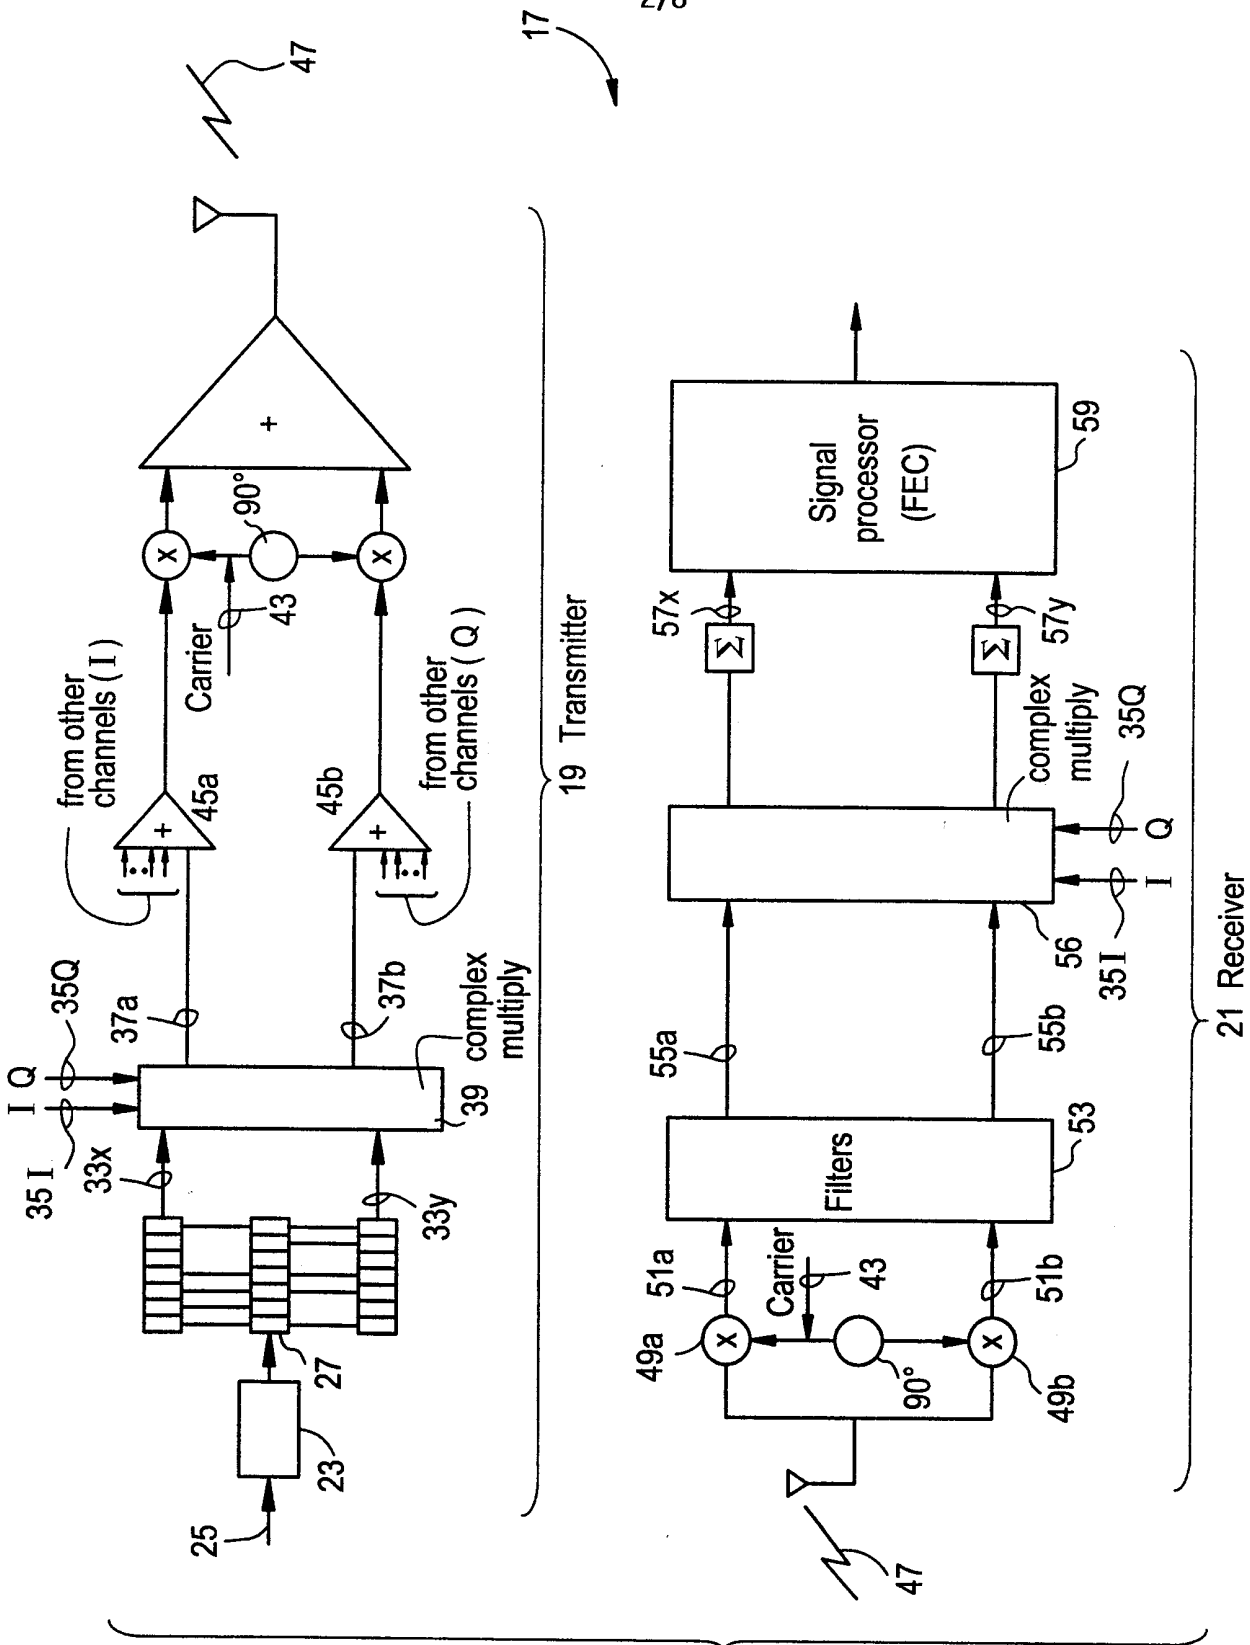 2/8
17
47
from other
channels (I)
45a
Carrier
43
90°
+
+
+
X
X
45b
from other
channels (Q)
I
Q
35I
35Q
33x
33y
37a
37b
39
complex
multiply
25
23
27
19 Transmitter
47
49a
49b
X
X
90°
Carrier
43
51a
51b
Filters
53
55a
55b
56
complex
multiply
35I
35Q
I
Q
Σ
Σ
57x
57y
Signal
processor
(FEC)
59
21 Receiver